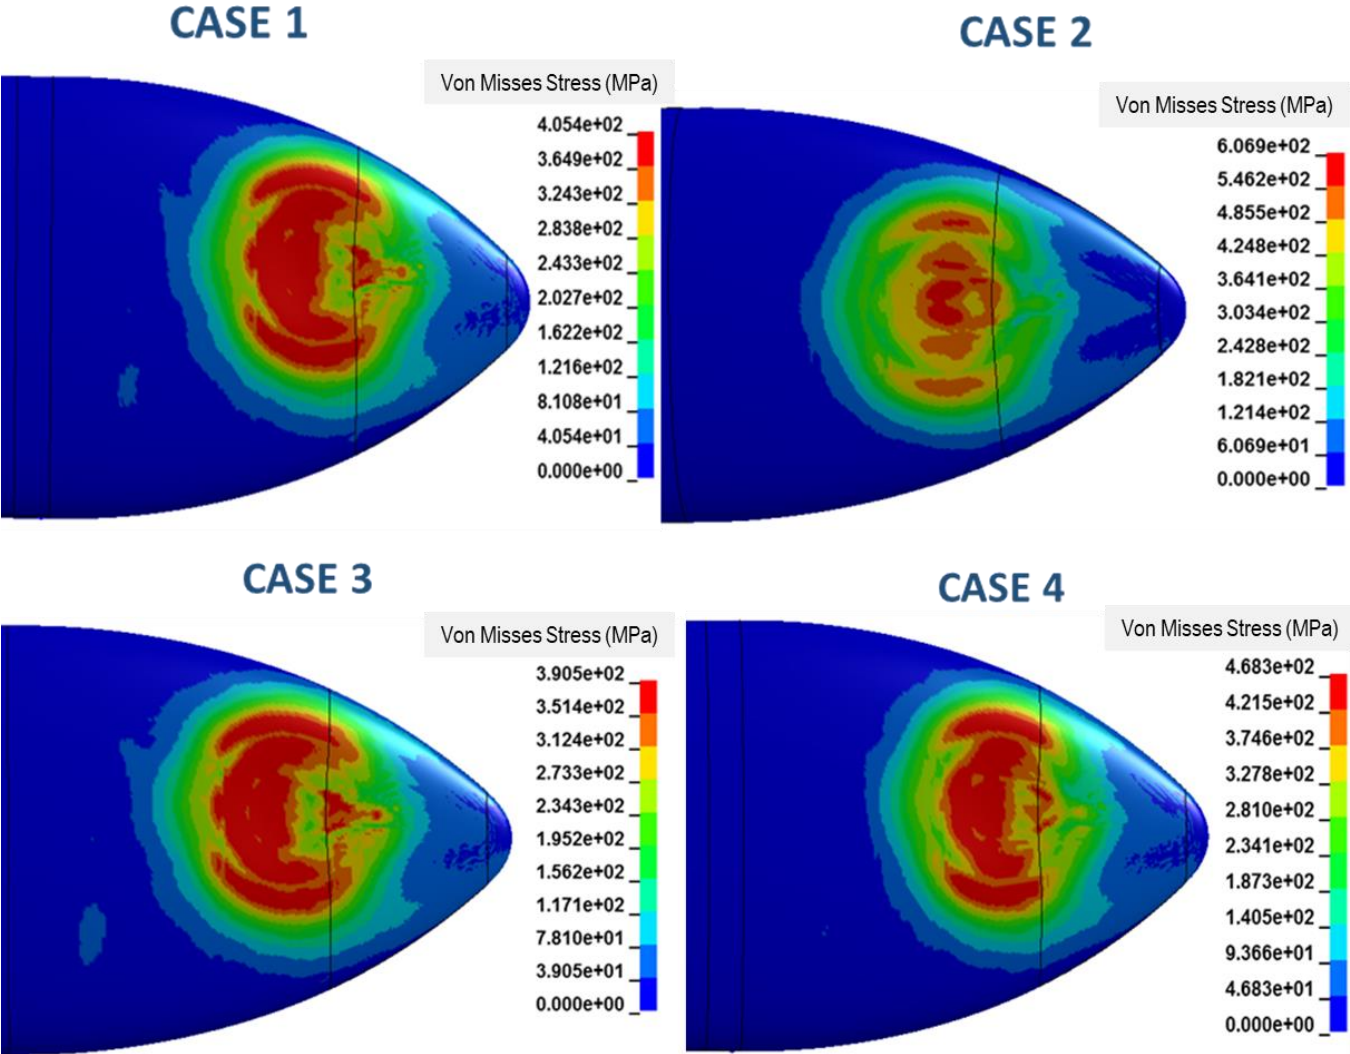 CASE 1
Von Misses Stress (MPa)
4.054e+02
3.649e+02
3.243e+02
2.838e+02
2.433e+02
2.027e+02
1.622e+02
1.216e+02
8.108e+01
4.054e+01
0.000e+00
CASE 2
Von Misses Stress (MPa)
6.069e+02
5.462e+02
4.855e+02
4.248e+02
3.641e+02
3.034e+02
2.428e+02
1.821e+02
1.214e+02
6.069e+01
0.000e+00
CASE 3
Von Misses Stress (MPa)
3.905e+02
3.514e+02
3.124e+02
2.733e+02
2.343e+02
1.952e+02
1.562e+02
1.171e+02
7.810e+01
3.905e+01
0.000e+00
CASE 4
Von Misses Stress (MPa)
4.683e+02
4.215e+02
3.746e+02
3.278e+02
2.810e+02
2.341e+02
1.873e+02
1.405e+02
9.366e+01
4.683e+01
0.000e+00